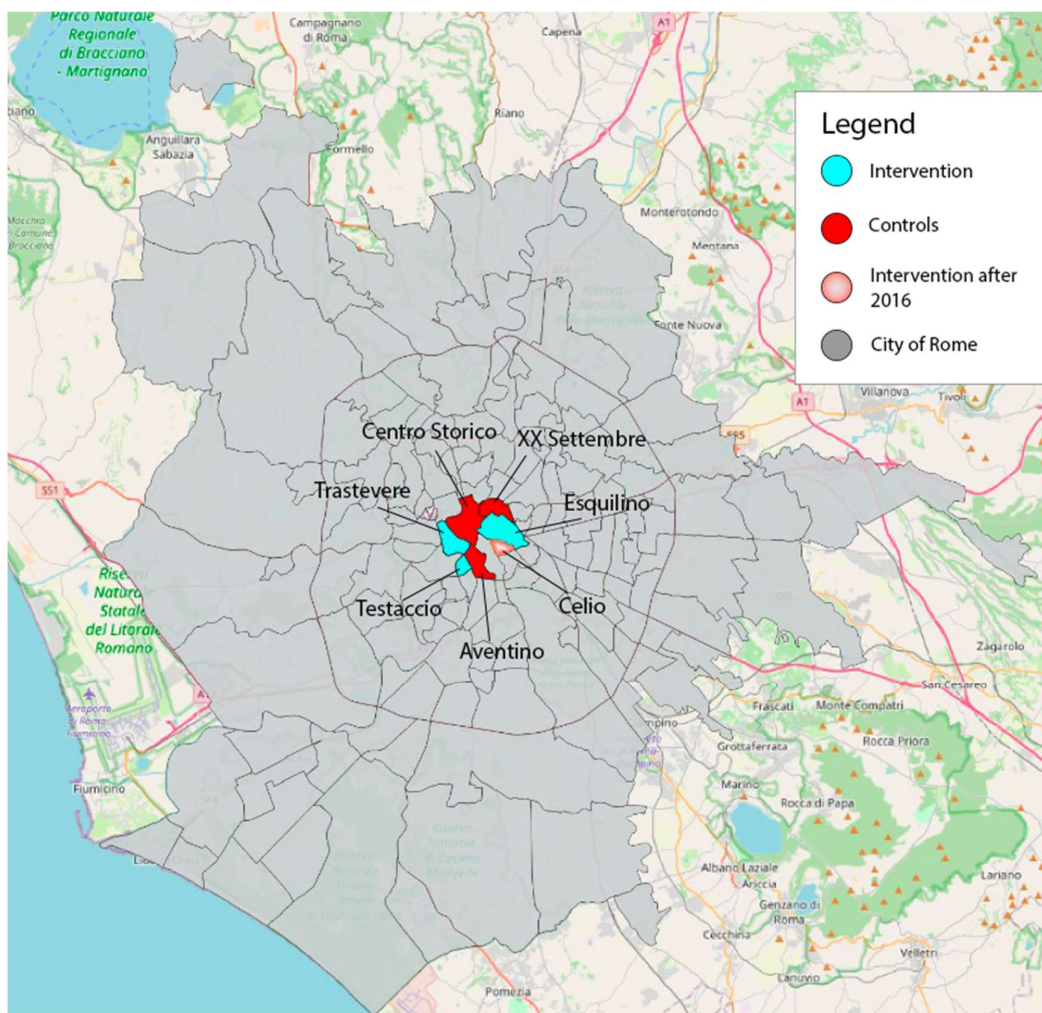 Parco Naturale
Regionale
di Bracciano
- Martignano
Campagnano
di Roma
Capena
A1
Anguillara
Sabazia
Formello
Riano
Legend
Intervention
Controls
Intervention after
2016
City of Rome
Monterotondo
Mentana
Fonte Nuova
Villanova
Tivoli
A1
Centro Storico
XX Settembre
Trastevere
Esquilino
Testaccio
Celio
Aventino
Statale
del Litorale
Romano
Zagarolo
San Cesareo
Frascati
Monte Compatri
Rocca Priora
Grottaferrata
Marino
Rocca di Papa
Fiumicino
Albano Laziale
Ariccia
Lariano
Genzano di
Roma
Cecchina
Velletri
Lanuvio
Pomezia